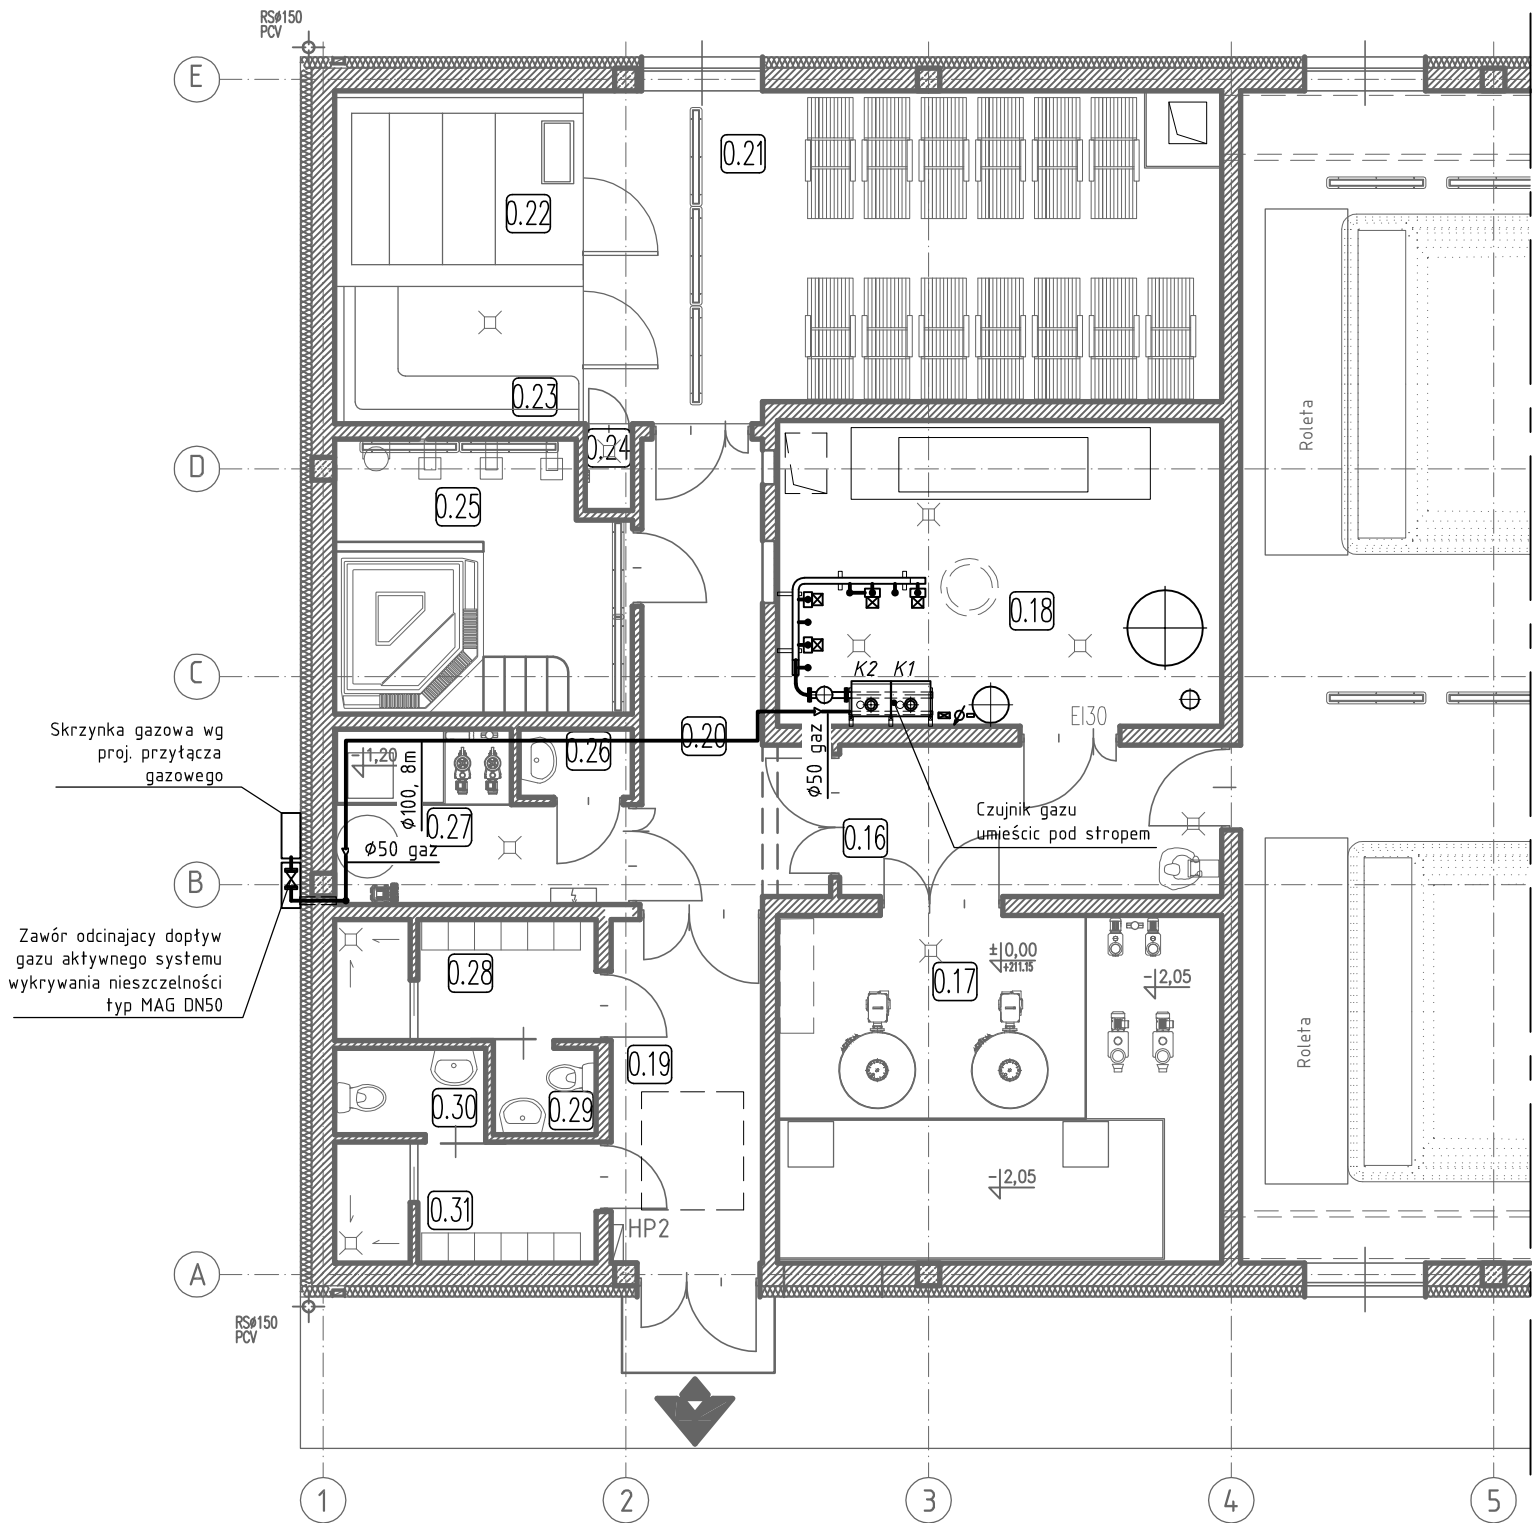 RSø150
PCV
E
0.21
0.22
0.23
0.24
Roleta
D
0.25
0.18
K2 K1
C
Skrzynka gazowa wg
proj. przyłącza
gazowego
EI30
0.20
0.26
-1,20
ø100, 8m
ø50 gaz
Czujnik gazu
umieścic pod stropem
0.27
0.16
ø50 gaz
B
Zawór odcinajacy dopływ
gazu aktywnego systemu
wykrywania nieszczelności
typ MAG DN50
0.28
±0,00
+211.15
0.17
-2,05
Roleta
0.19
0.30
0.29
-2,05
0.31
HP2
A
RSø150
PCV
1
2
3
4
5